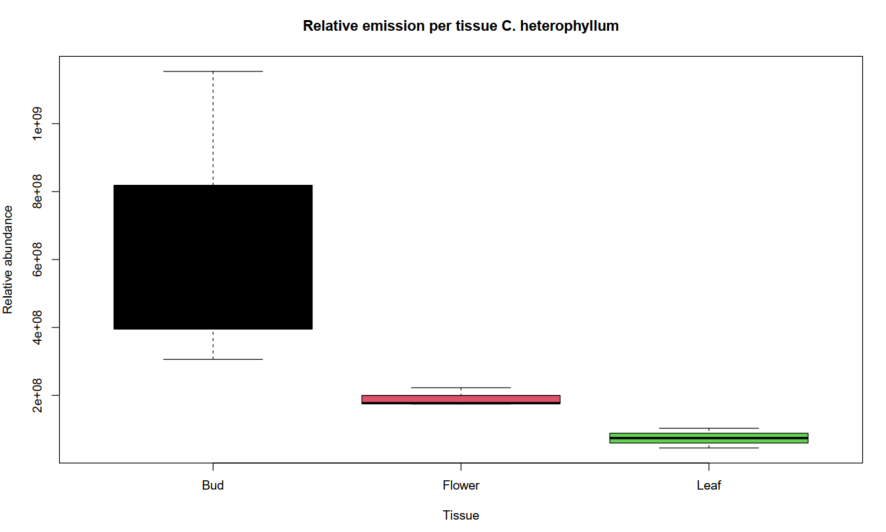 Relative emission per tissue C. heterophyllum
Relative abundance
1e+09
8e+08
6e+08
4e+08
2e+08
Bud Flower Leaf
Tissue